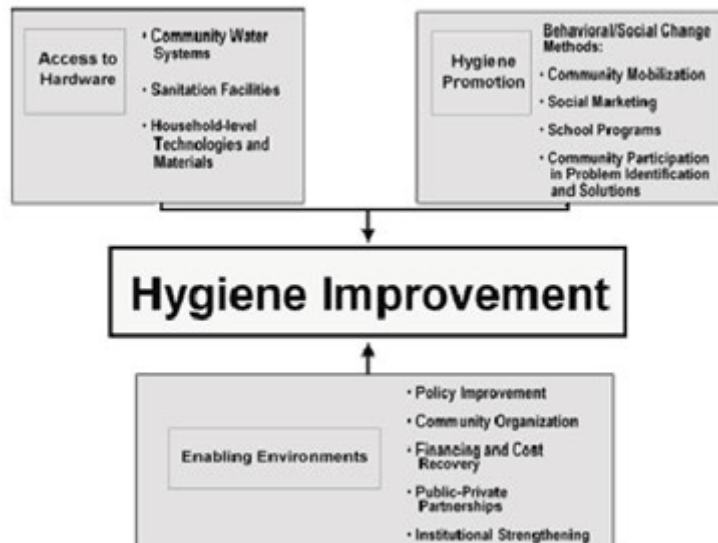 Access to
Hardware
• Community Water
Systems
• Sanitation Facilities
• Household-level
Technologies and
Materials
Hygiene
Promotion
Behavioral/Social Change
Methods:
• Community Mobilization
• Social Marketing
• School Programs
• Community Participation
in Problem Identification
and Solutions
Hygiene Improvement
Enabling Environments
• Policy Improvement
• Community Organization
• Financing and Cost
Recovery
• Public-Private
Partnerships
• Institutional Strengthening